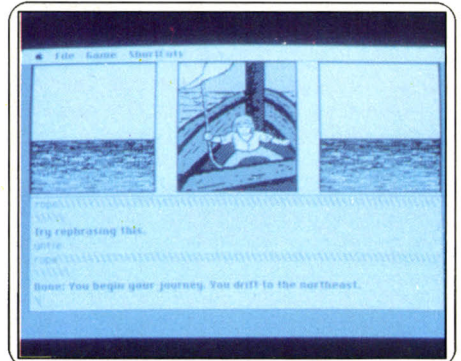 File Game Shortcuts
rope
Try rephrasing this.
untie
rope
Done: You begin your journey. You drift to the northeast.